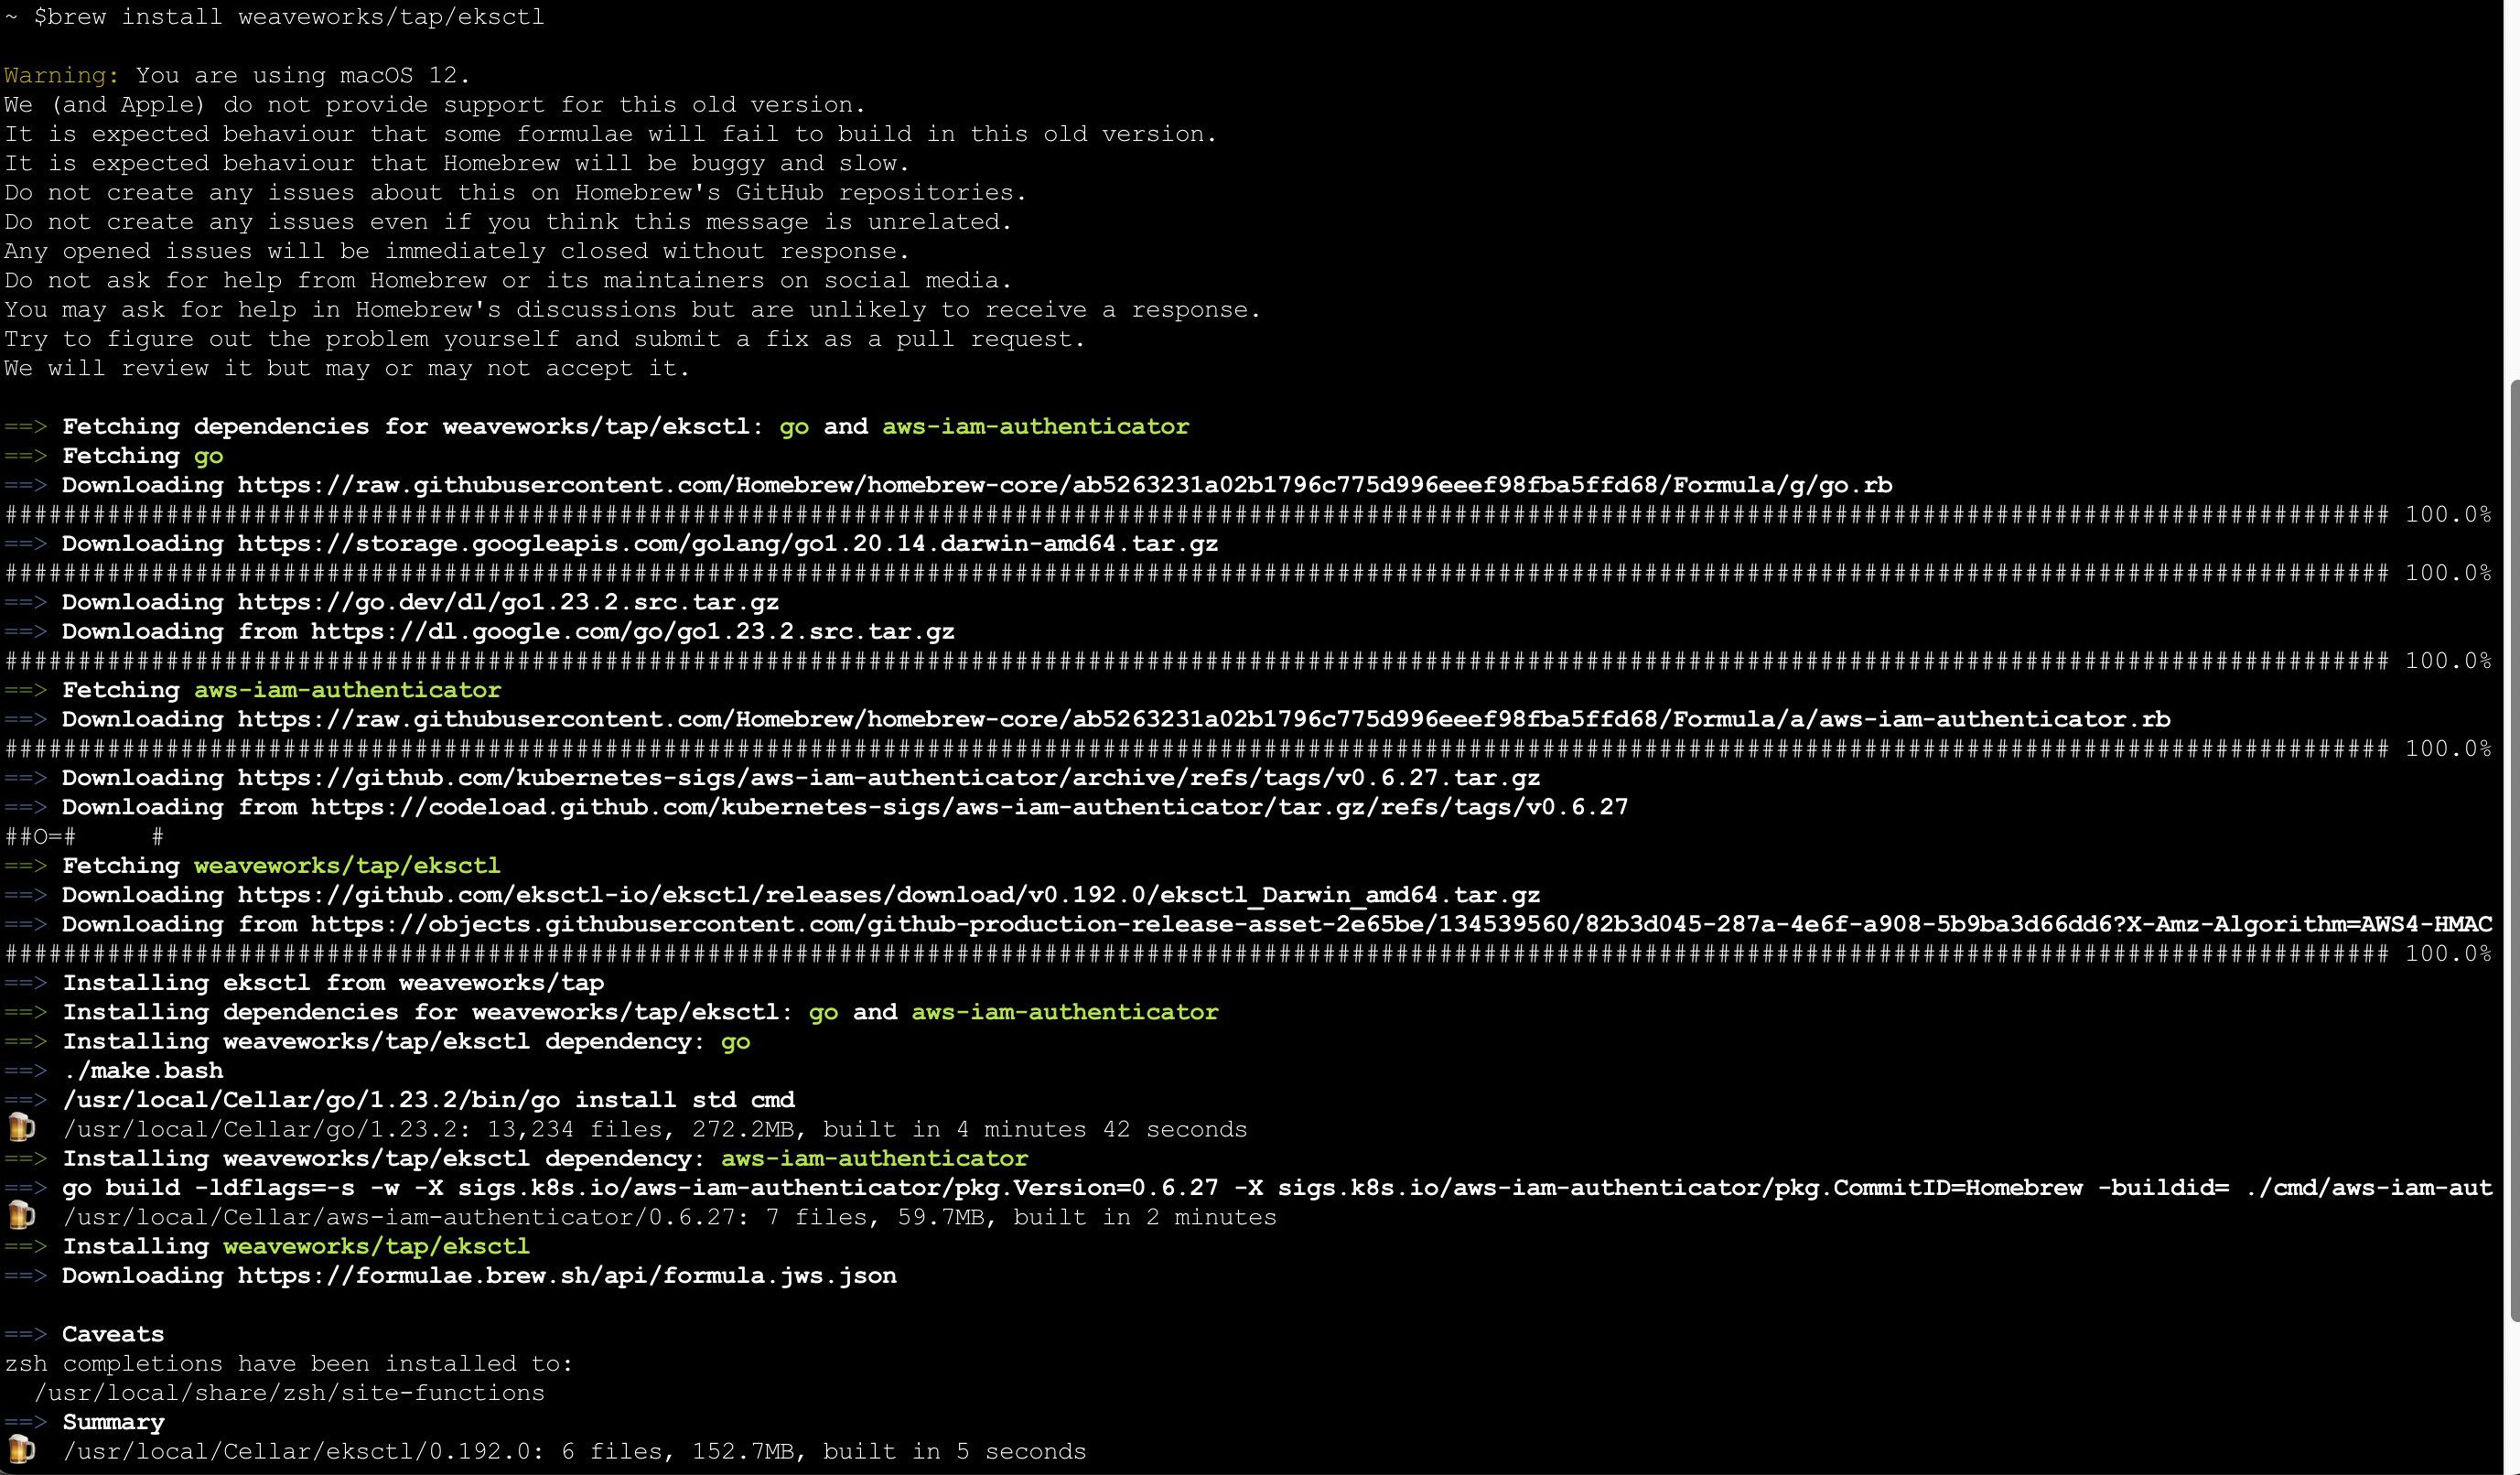 ~ $brew install weaveworks/tap/eksctl
Warning: You are using macOS 12.
We (and Apple) do not provide support for this old version.
It is expected behaviour that some formulae will fail to build in this old version.
It is expected behaviour that Homebrew will be buggy and slow.
Do not create any issues about this on Homebrew's GitHub repositories.
Do not create any issues even if you think this message is unrelated.
Any opened issues will be immediately closed without response.
Do not ask for help from Homebrew or its maintainers on social media.
You may ask for help in Homebrew's discussions but are unlikely to receive a response.
Try to figure out the problem yourself and submit a fix as a pull request.
We will review it but may or may not accept it.
==> Fetching dependencies for weaveworks/tap/eksctl: go and aws-iam-authenticator
==> Fetching go
==> Downloading https://raw.githubusercontent.com/Homebrew/homebrew-core/ab5263231a02b1796c775d996eeef98fba5ffd68/Formula/g/go.rb
################################################################################################################################################################### 100.0%
==> Downloading https://storage.googleapis.com/golang/go1.20.14.darwin-amd64.tar.gz
################################################################################################################################################################### 100.0%
==> Downloading https://go.dev/dl/go1.23.2.src.tar.gz
==> Downloading from https://dl.google.com/go/go1.23.2.src.tar.gz
################################################################################################################################################################### 100.0%
==> Fetching aws-iam-authenticator
==> Downloading https://raw.githubusercontent.com/Homebrew/homebrew-core/ab5263231a02b1796c775d996eeef98fba5ffd68/Formula/a/aws-iam-authenticator.rb
################################################################################################################################################################### 100.0%
==> Downloading https://github.com/kubernetes-sigs/aws-iam-authenticator/archive/refs/tags/v0.6.27.tar.gz
==> Downloading from https://codeload.github.com/kubernetes-sigs/aws-iam-authenticator/tar.gz/refs/tags/v0.6.27
##O=#     #
==> Fetching weaveworks/tap/eksctl
==> Downloading https://github.com/eksctl-io/eksctl/releases/download/v0.192.0/eksctl_Darwin_amd64.tar.gz
==> Downloading from https://objects.githubusercontent.com/github-production-release-asset-2e65be/134539560/82b3d045-287a-4e6f-a908-5b9ba3d66dd6?X-Amz-Algorithm=AWS4-HMAC
################################################################################################################################################################### 100.0%
==> Installing eksctl from weaveworks/tap
==> Installing dependencies for weaveworks/tap/eksctl: go and aws-iam-authenticator
==> Installing weaveworks/tap/eksctl dependency: go
==> ./make.bash
==> /usr/local/Cellar/go/1.23.2/bin/go install std cmd
🍺  /usr/local/Cellar/go/1.23.2: 13,234 files, 272.2MB, built in 4 minutes 42 seconds
==> Installing weaveworks/tap/eksctl dependency: aws-iam-authenticator
==> go build -ldflags=-s -w -X sigs.k8s.io/aws-iam-authenticator/pkg.Version=0.6.27 -X sigs.k8s.io/aws-iam-authenticator/pkg.CommitID=Homebrew -buildid= ./cmd/aws-iam-aut
🍺  /usr/local/Cellar/aws-iam-authenticator/0.6.27: 7 files, 59.7MB, built in 2 minutes
==> Installing weaveworks/tap/eksctl
==> Downloading https://formulae.brew.sh/api/formula.jws.json
==> Caveats
zsh completions have been installed to:
  /usr/local/share/zsh/site-functions
==> Summary
🍺  /usr/local/Cellar/eksctl/0.192.0: 6 files, 152.7MB, built in 5 seconds